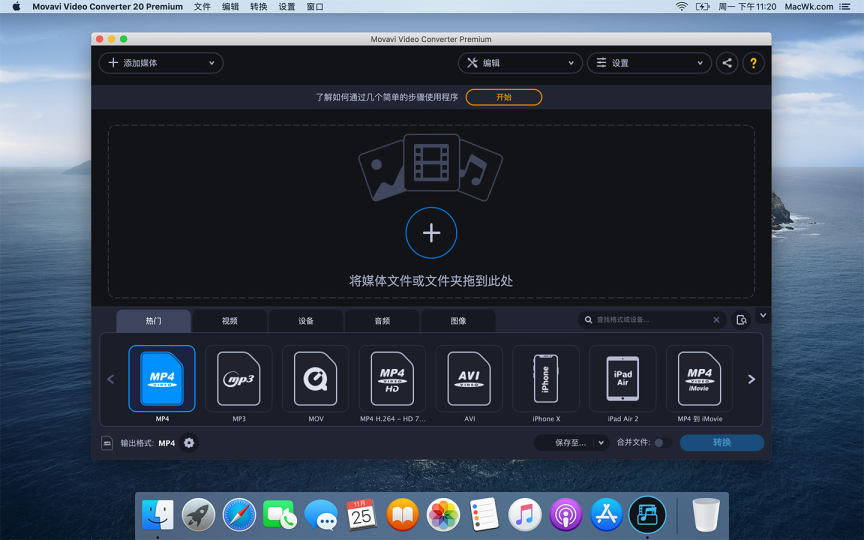 Movavi Video Converter 20 Premium 文件 编辑 转换 设置 窗口 周一 下午11:20 MacWk.com
Movavi Video Converter Premium
添加媒体 编辑 设置 ?
了解如何通过几个简单的步骤使用程序 开始
将媒体文件或文件夹拖到此处
热门 视频 设备 音频 图像 查找格式或设备...
MP4 VIDEO mp3 MP4 VIDEO HD AVI VIDEO iPhone iPad Air MP4 VIDEO iMovie
MP4 MP3 MOV MP4 H.264 – HD 7... AVI iPhone X iPad Air 2 MP4 到 iMovie
输出格式: MP4 保存至... 合并文件: 转换
11月
25